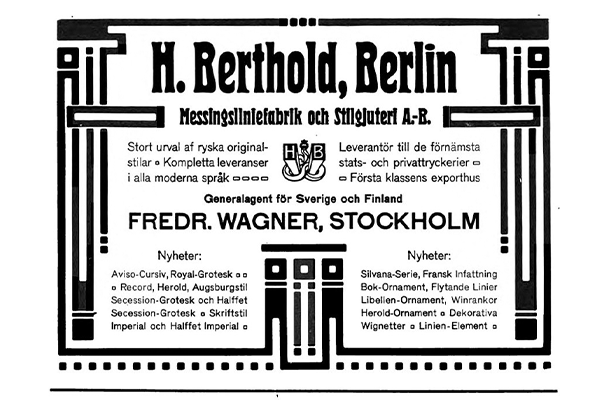 H. Berthold, Berlin
Messingliniefabrik och Stilgjuteri A.-B.
Stort urval af ryska original-
stilar ▫ Kompletta leveranser
i alla moderna språk ▫ ▫ ▫ ▫
H B
Leverantör till de förnämsta
stats- och privattryckerier ▫
▫ Första klassens exporthus
Generalagent för Sverige och Finland
FREDR. WAGNER, STOCKHOLM
Nyheter:
Aviso-Cursiv, Royal-Grotesk ▫ ▫
▫ Record, Herold, Augsburgstil
Secession-Grotesk och Halffet
Secession-Grotesk ▫ Skriftstil
Imperial och Halffet Imperial ▫
Nyheter:
Silvana-Serie, Fransk Infattning
Bok-Ornament, Flytande Linier
Libellen-Ornament, Winrankor
Herold-Ornament ▫ Dekorativa
Wignetter ▫ Linien-Element ▫